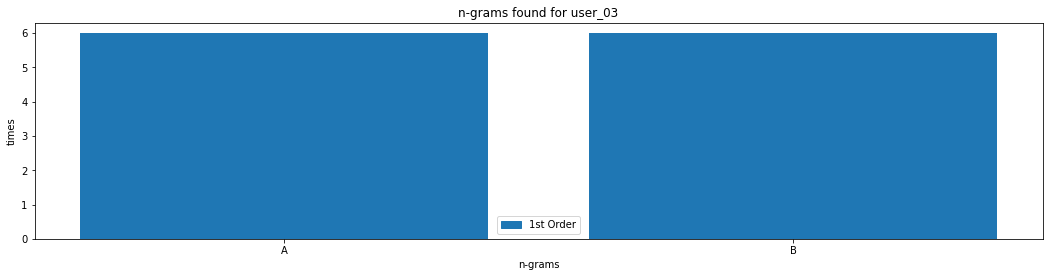 n-grams found for user_03
times
6
5
4
3
2
1
0
1st Order
A
B
n-grams